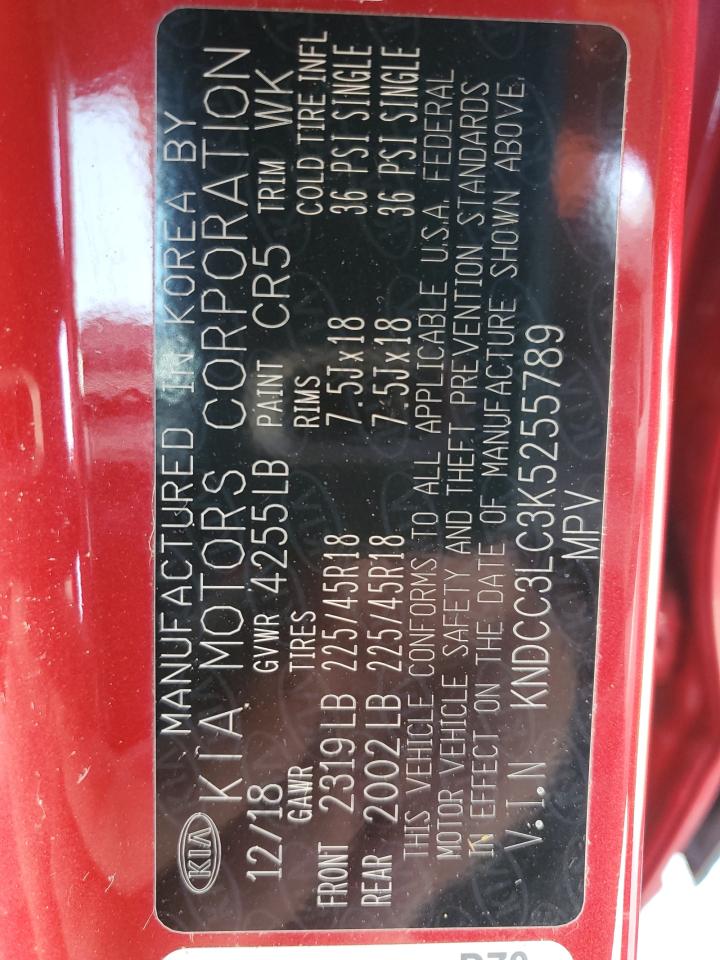 MANUFACTURED IN KOREA BY
KIA
KIA MOTORS CORPORATION
12/18 GVWR 4255LB PAINT CR5 TRIM WK
GAWR TIRES RIMS COLD TIRE INFL
FRONT 2319LB 225/45R18 7.5Jx18 36 PSI SINGLE
REAR 2002LB 225/45R18 7.5Jx18 36 PSI SINGLE
THIS VEHICLE CONFORMS TO ALL APPLICABLE U.S.A. FEDERAL
MOTOR VEHICLE SAFETY AND THEFT PREVENTION STANDARDS
IN EFFECT ON THE DATE OF MANUFACTURE SHOWN ABOVE.
V.I.N KNDCC3LC3K5255789
MPV